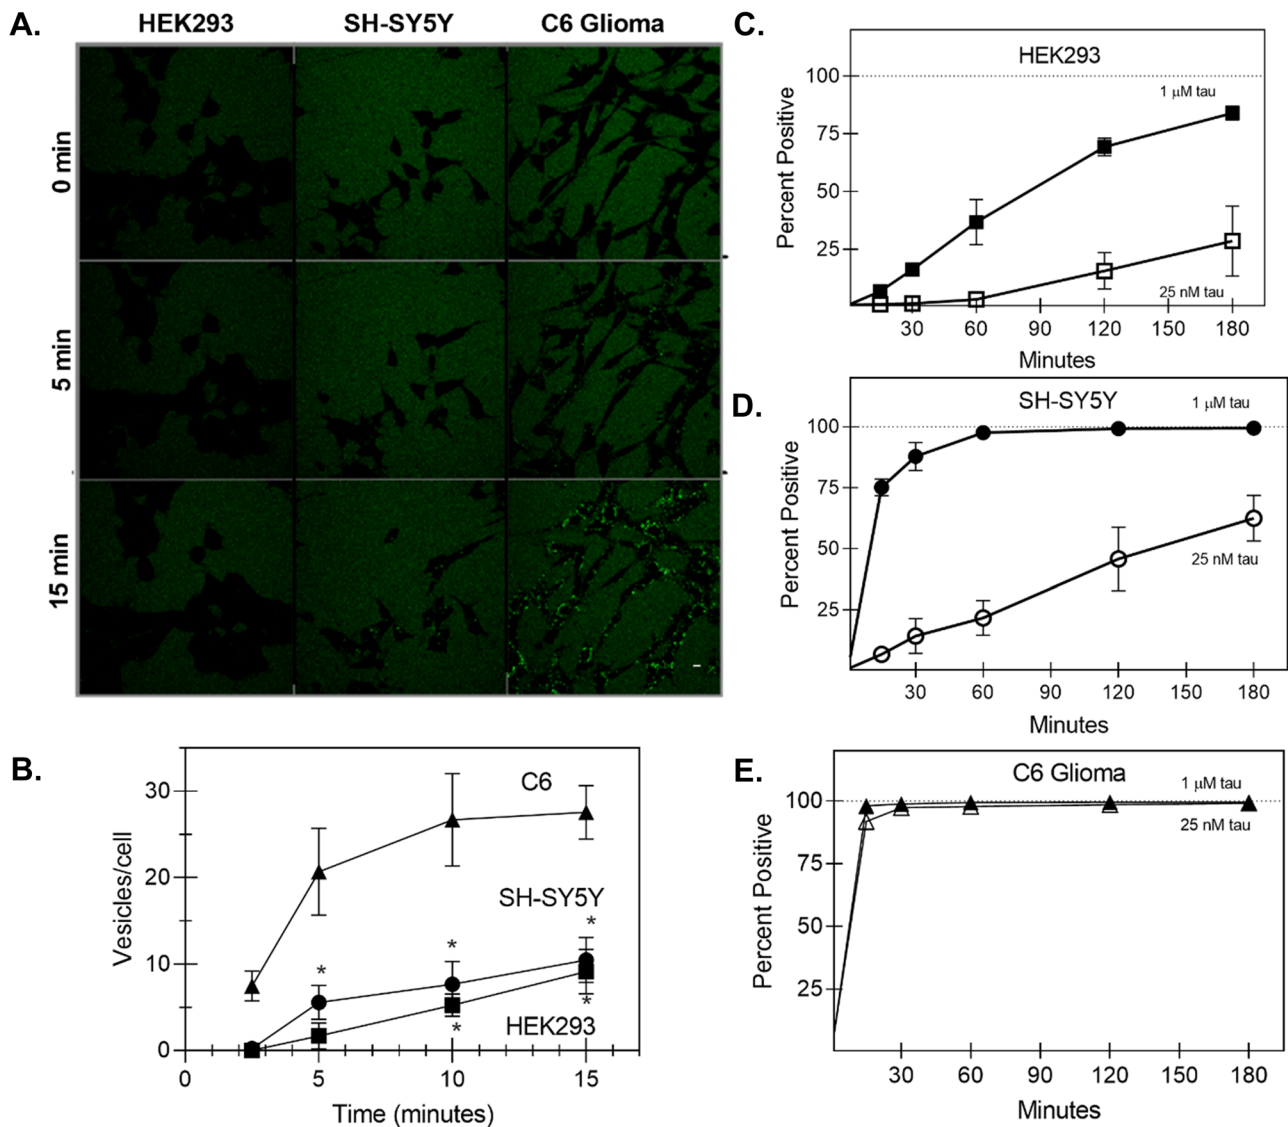 A.
HEK293 SH-SY5Y C6 Glioma
0 min
5 min
15 min
B.
Vesicles/cell
30
20
10
0
C6
SH-SY5Y
*
*
*
*
*
HEK293
0 5 10 15
Time (minutes)
C.
HEK293
Percent Positive
100
75
50
25
1 μM tau
25 nM tau
30 60 90 120 150 180
Minutes
D.
SH-SY5Y
1 μM tau
Percent Positive
100
75
50
25
25 nM tau
30 60 90 120 150 180
Minutes
E.
C6 Glioma
1 μM tau
25 nM tau
Percent Positive
100
75
50
25
30 60 90 120 150 180
Minutes